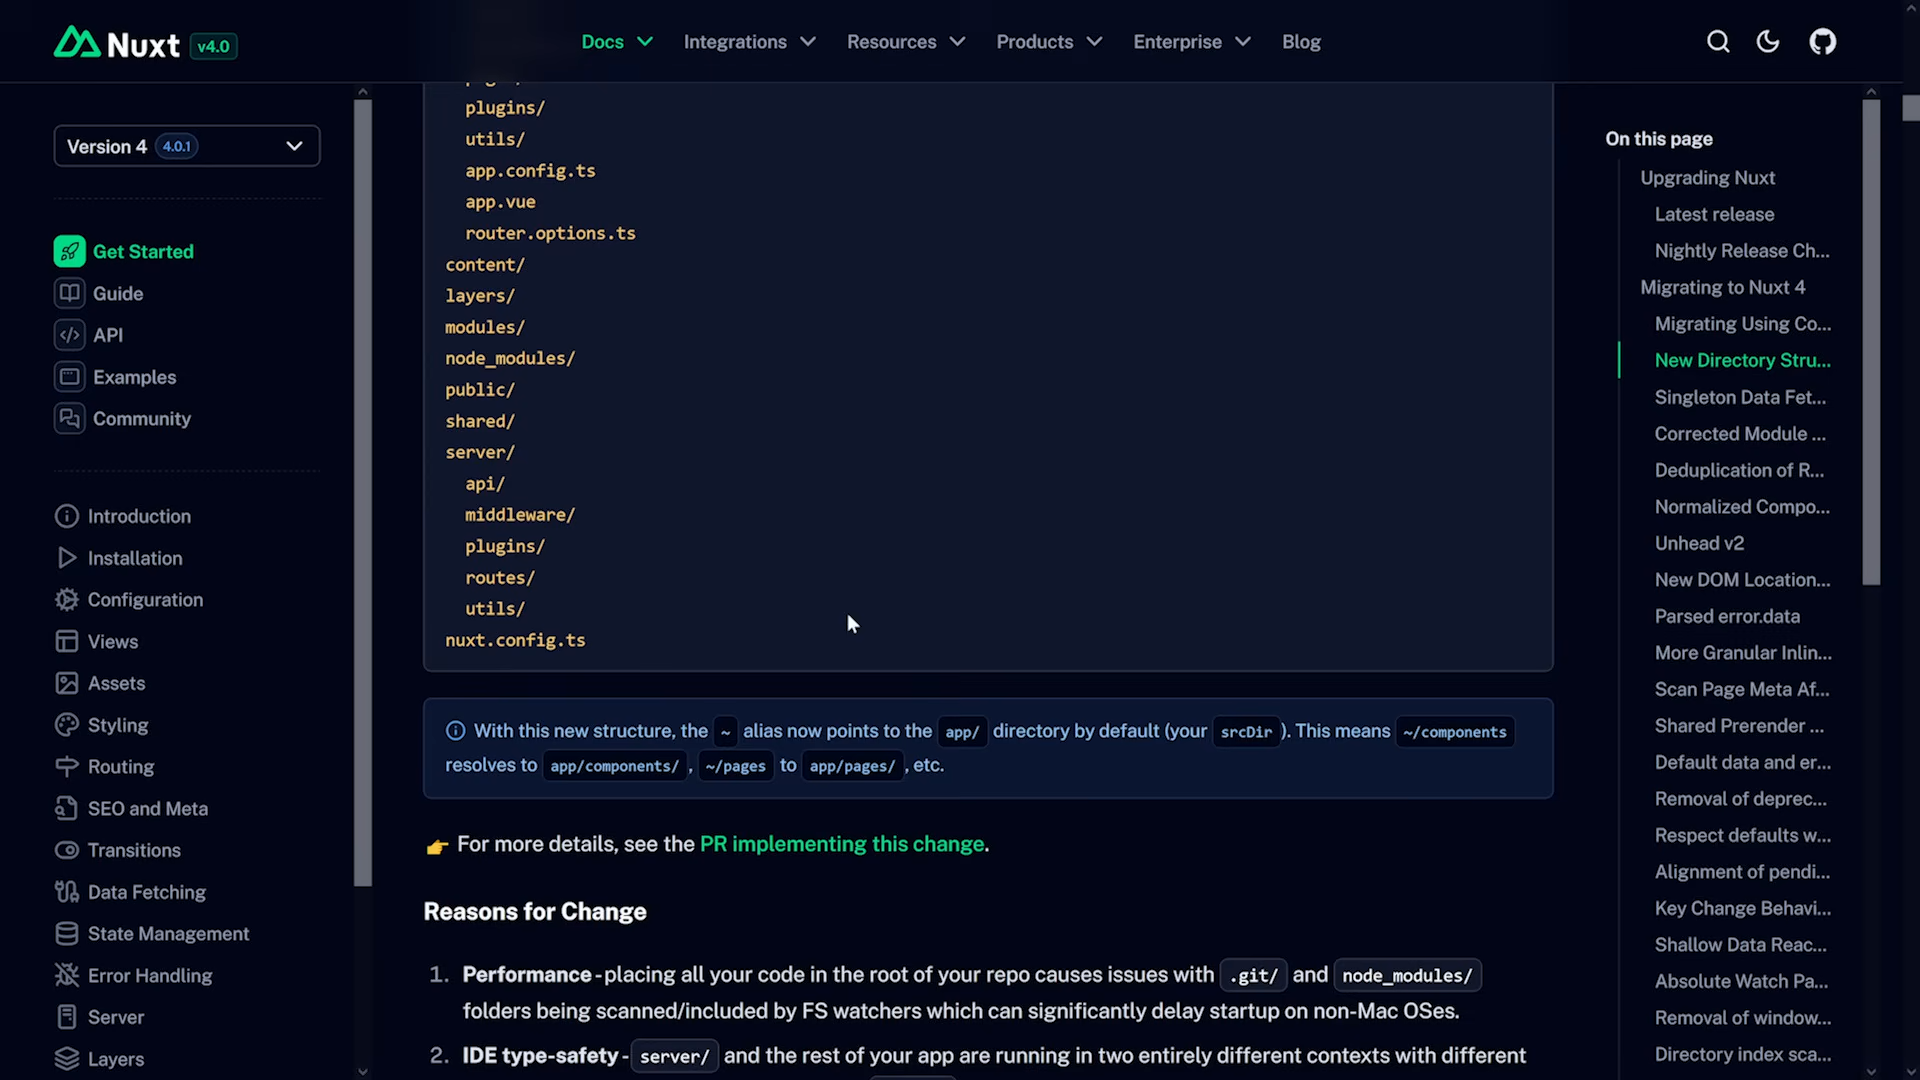 Nuxt v4.0
Docs
Integrations
Resources
Products
Enterprise
Blog
Version 4 4.0.1
Get Started
Guide
API
Examples
Community
Introduction
Installation
Configuration
Views
Assets
Styling
Routing
SEO and Meta
Transitions
Data Fetching
State Management
Error Handling
Server
Layers
plugins/
utils/
app.config.ts
app.vue
router.options.ts
content/
layers/
modules/
node_modules/
public/
shared/
server/
api/
middleware/
plugins/
routes/
utils/
nuxt.config.ts
With this new structure, the ~ alias now points to the app/ directory by default (your srcDir). This means ~/components
resolves to app/components/, ~/pages to app/pages/, etc.
👉 For more details, see the PR implementing this change.
Reasons for Change
1. Performance - placing all your code in the root of your repo causes issues with .git/ and node_modules/
folders being scanned/included by FS watchers which can significantly delay startup on non-Mac OSes.
2. IDE type-safety - server/ and the rest of your app are running in two entirely different contexts with different
On this page
Upgrading Nuxt
Latest release
Nightly Release Ch...
Migrating to Nuxt 4
Migrating Using Co...
New Directory Stru...
Singleton Data Fet...
Corrected Module ...
Deduplication of R...
Normalized Compo...
Unhead v2
New DOM Location...
Parsed error.data
More Granular Inlin...
Scan Page Meta Af...
Shared Prerender ...
Default data and er...
Removal of deprec...
Respect defaults w...
Alignment of pendi...
Key Change Behavi...
Shallow Data Reac...
Absolute Watch Pa...
Removal of window...
Directory index sca...